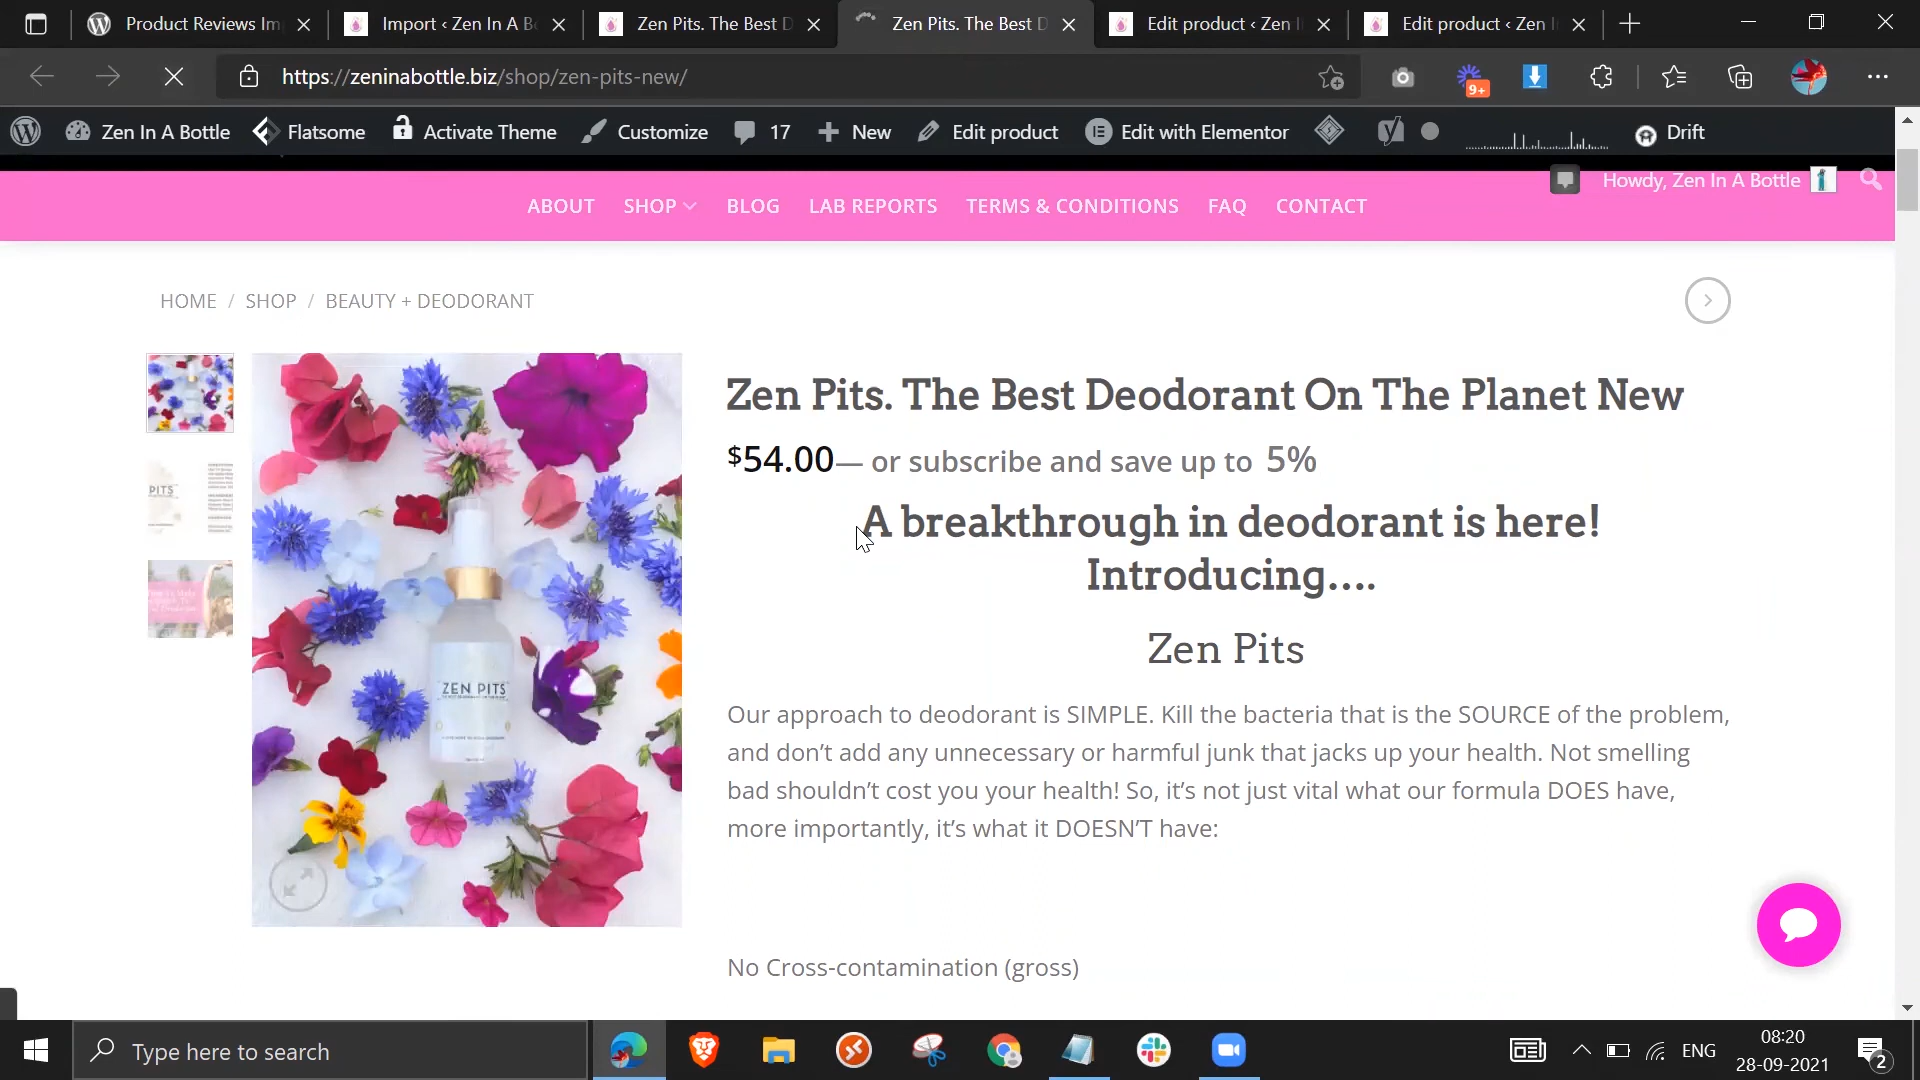 Product Reviews Im
Import ‹ Zen In A B
Zen Pits. The Best D
Zen Pits. The Best D
Edit product ‹ Zen I
Edit product ‹ Zen I
https://zeninabottle.biz/shop/zen-pits-new/
9+
Zen In A Bottle
Flatsome
Activate Theme
Customize
17
New
Edit product
Edit with Elementor
Drift
Howdy, Zen In A Bottle
ABOUT
SHOP
BLOG
LAB REPORTS
TERMS & CONDITIONS
FAQ
CONTACT
HOME / SHOP / BEAUTY + DEODORANT
Zen Pits. The Best Deodorant On The Planet New
$54.00— or subscribe and save up to 5%
A breakthrough in deodorant is here!
Introducing….
Zen Pits
Our approach to deodorant is SIMPLE. Kill the bacteria that is the SOURCE of the problem,
and don’t add any unnecessary or harmful junk that jacks up your health. Not smelling
bad shouldn’t cost you your health! So, it’s not just vital what our formula DOES have,
more importantly, it’s what it DOESN’T have:
No Cross-contamination (gross)
PITS
ZEN PITS
Type here to search
ENG
08:20
28-09-2021
2